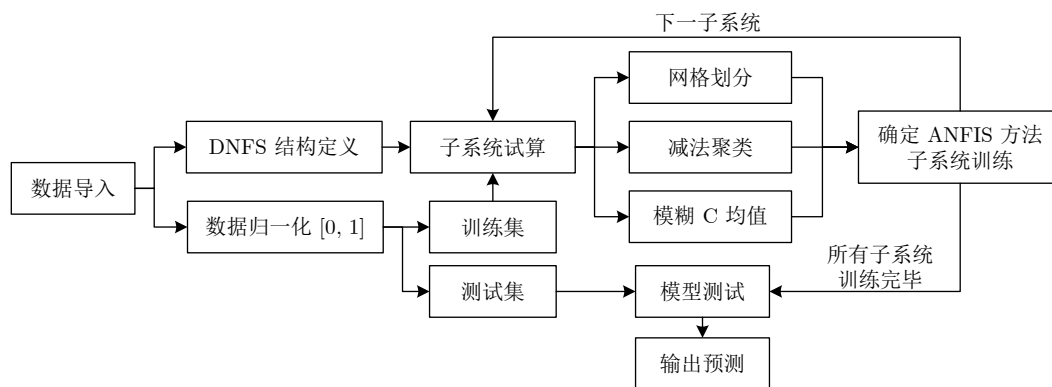 下一子系统
网格划分
DNFS 结构定义
子系统试算
减法聚类
确定 ANFIS 方法
子系统训练
数据导入
数据归一化 [0, 1]
训练集
模糊 C 均值
所有子系统
训练完毕
测试集
模型测试
输出预测